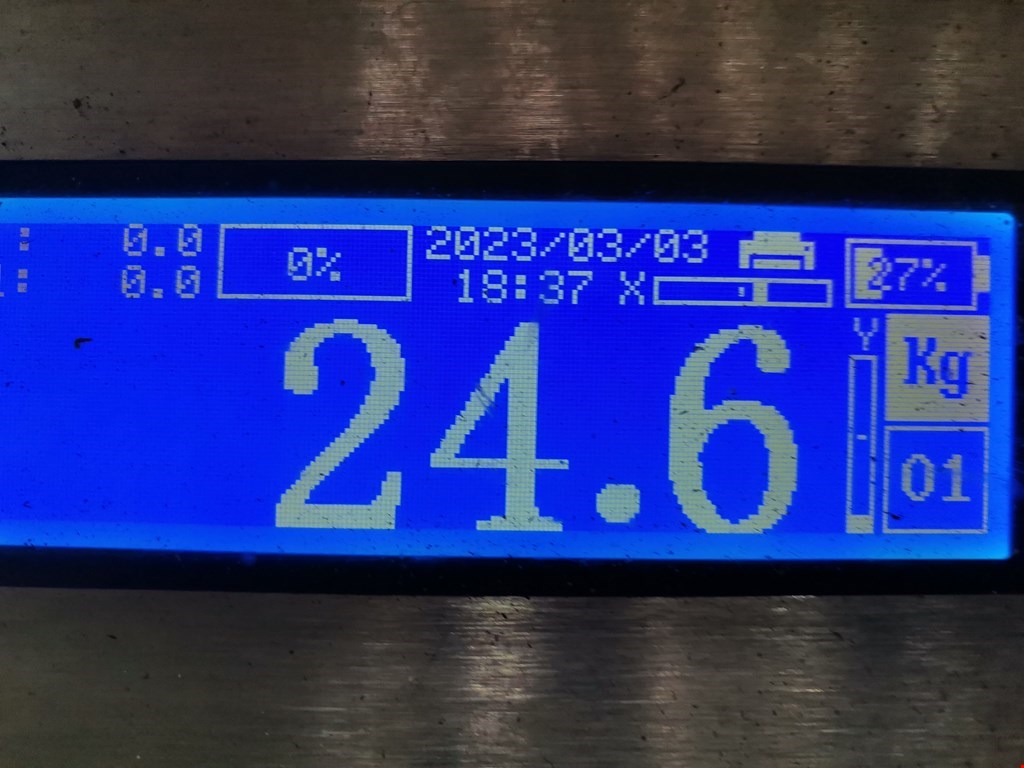 : 0.0 0% 2023/03/03 27%
: 0.0 18:37 X
24.6 Y Kg
01